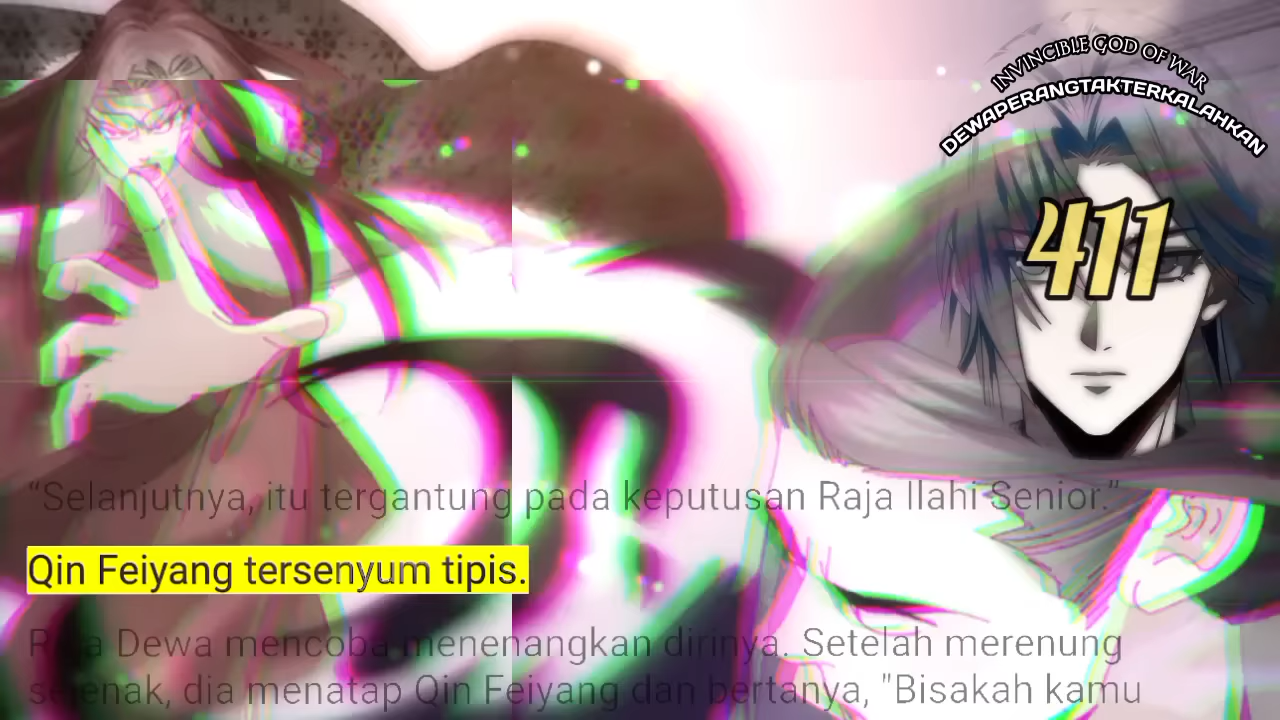 INVINCIBLE GOD OF WAR
DEWAPERANGTAKTERKALAHKAN
411
“Selanjutnya, itu tergantung pada keputusan Raja Ilahi Senior.”
Qin Feiyang tersenyum tipis.
Raja Dewa mencoba menenangkan dirinya. Setelah merenung
sejenak, dia menatap Qin Feiyang dan bertanya, "Bisakah kamu